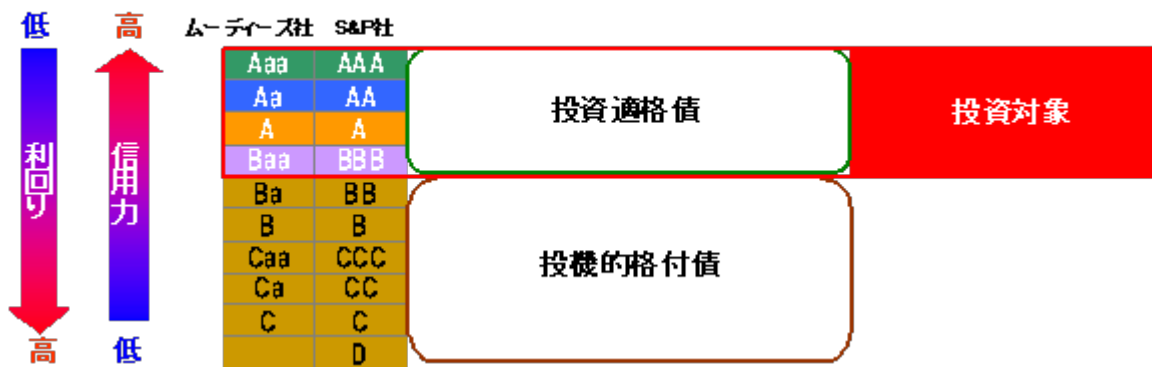 低 高 ムーディーズ社 S&P社
利回り
信用力
Aaa AAA
Aa AA
A A
Baa BBB
投資適格値
投資対象
Ba BB
B B
Caa CCC
Ca CC
C C
D
投機的格付値
高 低